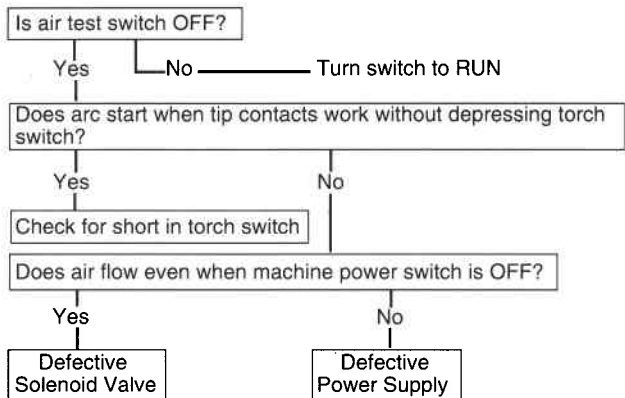 Is air test switch OFF?
Yes
No
Turn switch to RUN
Does arc start when tip contacts work without depressing torch
switch?
Yes
No
Check for short in torch switch
Does air flow even when machine power switch is OFF?
Yes
No
Defective
Solenoid Valve
Defective
Power Supply